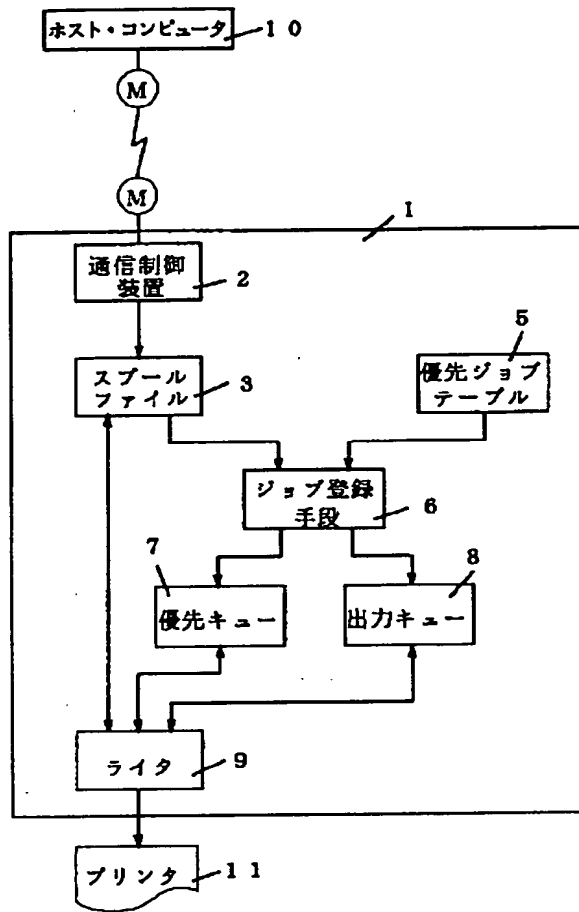 ホスト・コンピュータ 10
M
M
1
通信制御
装置 2
5
スプール
ファイル 3
優先ジョブ
テーブル
ジョブ登録
手段 6
7
8
優先キュー
出力キュー
ライタ 9
プリンタ 11